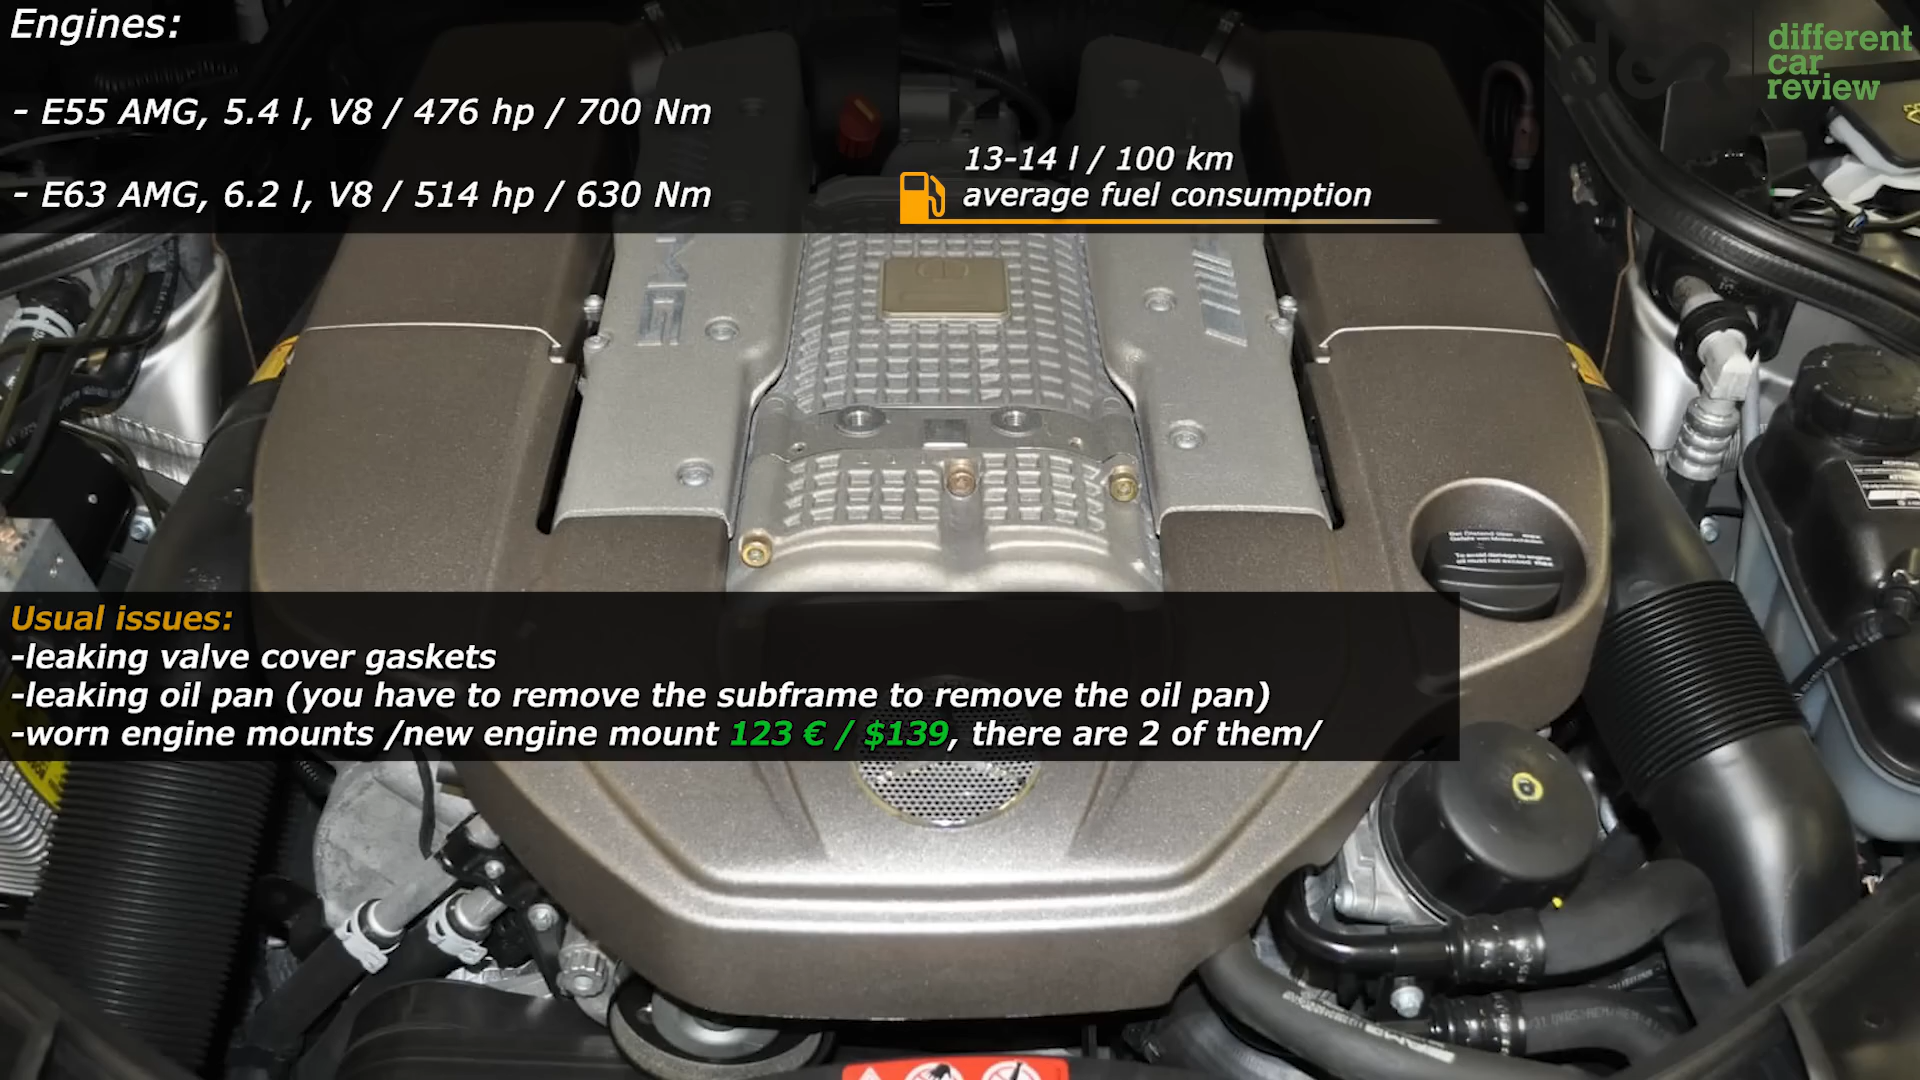 Engines:
- E55 AMG, 5.4 l, V8 / 476 hp / 700 Nm
- E63 AMG, 6.2 l, V8 / 514 hp / 630 Nm
13-14 l / 100 km
average fuel consumption
different
car
review
AMG
Usual issues:
-leaking valve cover gaskets
-leaking oil pan (you have to remove the subframe to remove the oil pan)
-worn engine mounts /new engine mount 123 € / $139, there are 2 of them/